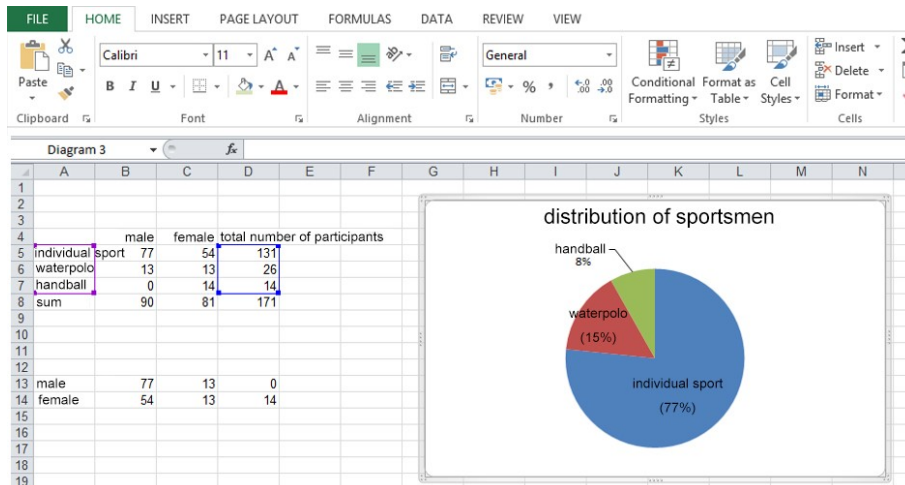 FILE HOME INSERT PAGE LAYOUT FORMULAS DATA REVIEW VIEW
Calibri 11 A A General Insert
Paste B I U A % , .0 .00 .00 .0 Conditional Format as Cell Delete
Formatting Table Styles Format
Clipboard Font Alignment Number Styles Cells
Diagram 3 fx
A B C D E F G H I J K L M N
1
2
3
4 male female total number of participants
5 individual sport 77 54 131
6 waterpolo 13 13 26
7 handball 0 14 14
8 sum 90 81 171
9
10
11
12
13 male 77 13 0
14 female 54 13 14
15
16
17
18
19
distribution of sportsmen
handball
8%
waterpolo
(15%)
individual sport
(77%)